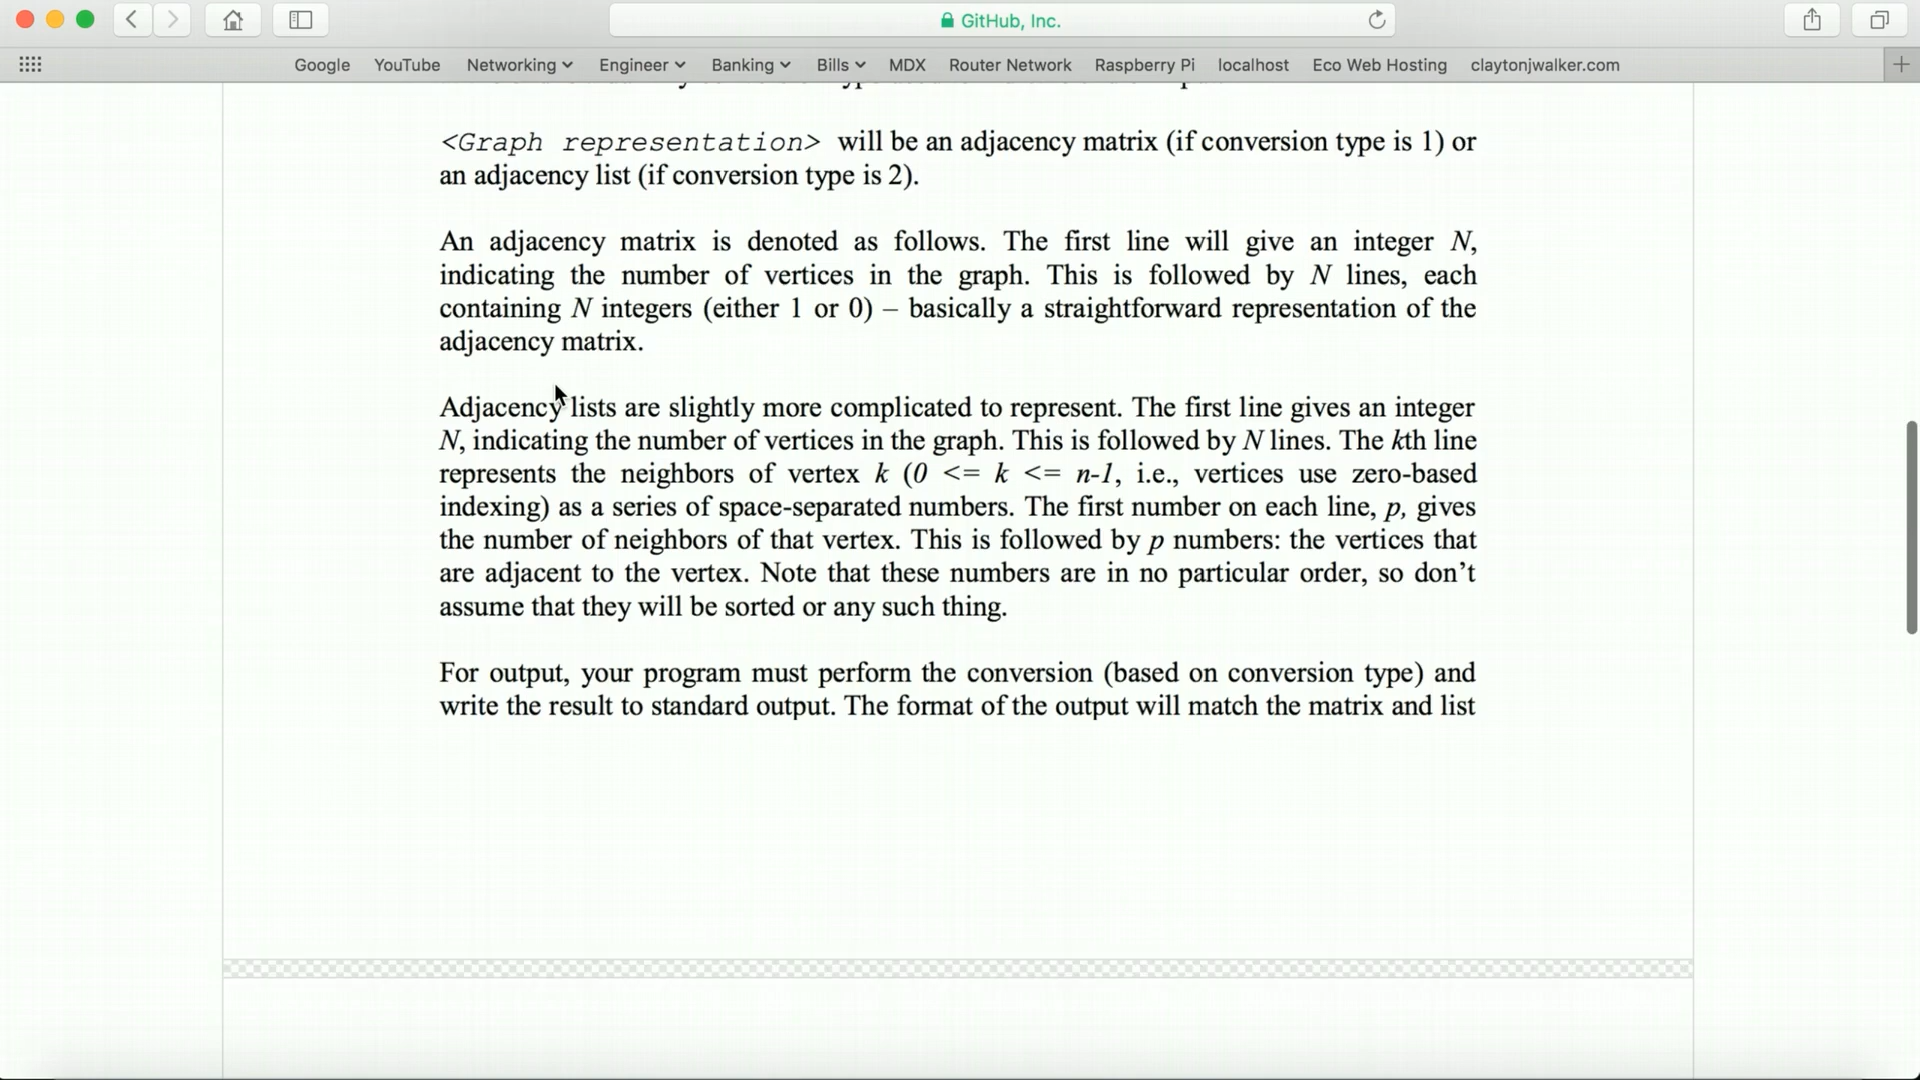 GitHub, Inc.
Google YouTube Networking Engineer Banking Bills MDX Router Network Raspberry Pi localhost Eco Web Hosting claytonjwalker.com
<Graph representation> will be an adjacency matrix (if conversion type is 1) or
an adjacency list (if conversion type is 2).
An adjacency matrix is denoted as follows. The first line will give an integer N,
indicating the number of vertices in the graph. This is followed by N lines, each
containing N integers (either 1 or 0) – basically a straightforward representation of the
adjacency matrix.
Adjacency lists are slightly more complicated to represent. The first line gives an integer
N, indicating the number of vertices in the graph. This is followed by N lines. The kth line
represents the neighbors of vertex k (0 <= k <= n-1, i.e., vertices use zero-based
indexing) as a series of space-separated numbers. The first number on each line, p, gives
the number of neighbors of that vertex. This is followed by p numbers: the vertices that
are adjacent to the vertex. Note that these numbers are in no particular order, so don’t
assume that they will be sorted or any such thing.
For output, your program must perform the conversion (based on conversion type) and
write the result to standard output. The format of the output will match the matrix and list